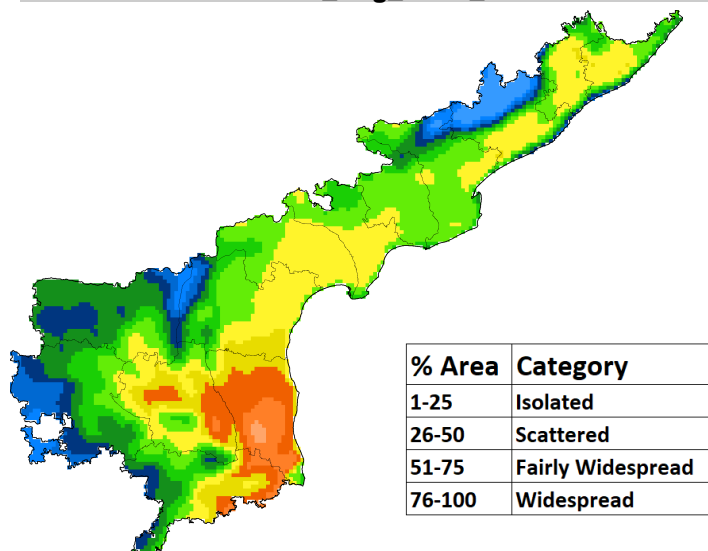 % Area Category
1-25 Isolated
26-50 Scattered
51-75 Fairly Widespread
76-100 Widespread